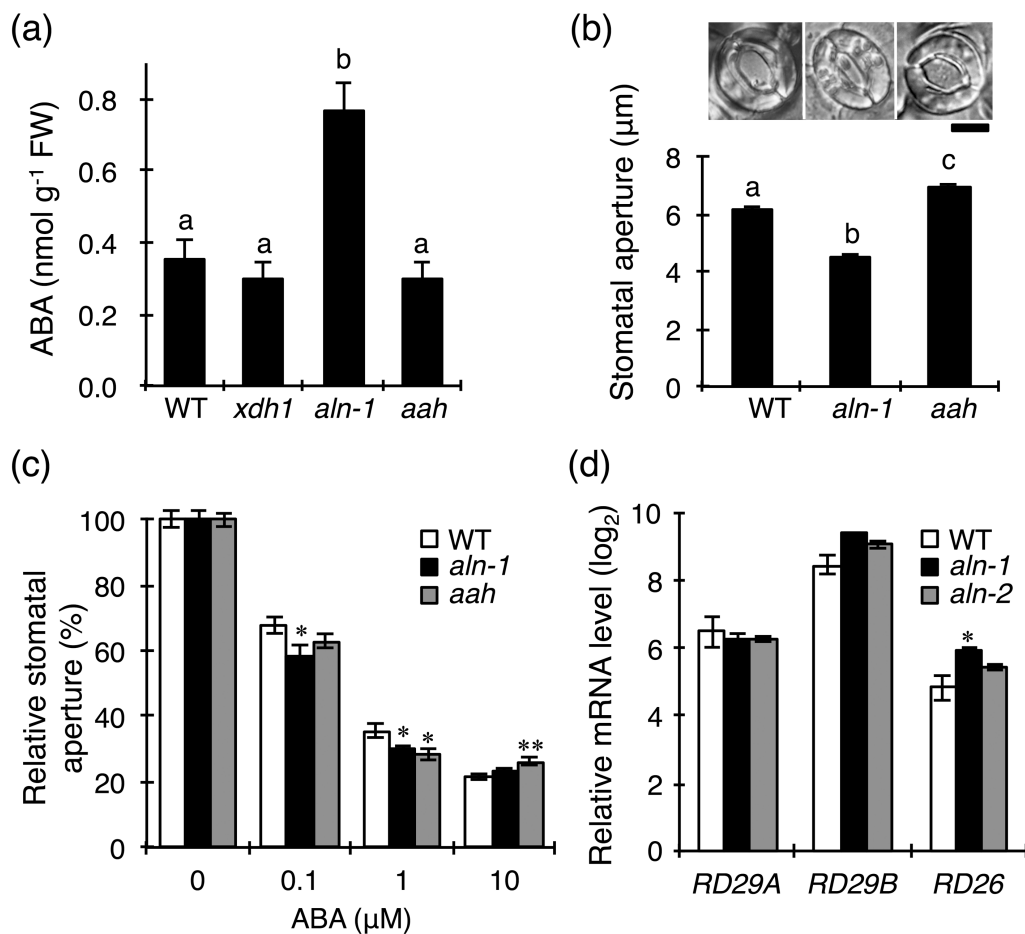 (a)
ABA (nmol g-1 FW)
0.8
0.6
0.4
0.2
0.0
a
a
b
a
WT
xdh1
aln-1
aah
(b)
Stomatal aperture (µm)
8
6
4
2
0
a
b
c
WT
aln-1
aah
(c)
Relative stomatal
aperture (%)
100
80
60
40
20
0
WT
aln-1
aah
*
*
*
**
0
0.1
1
10
ABA (µM)
(d)
Relative mRNA level (log2)
10
8
6
4
2
0
WT
aln-1
aln-2
*
RD29A
RD29B
RD26